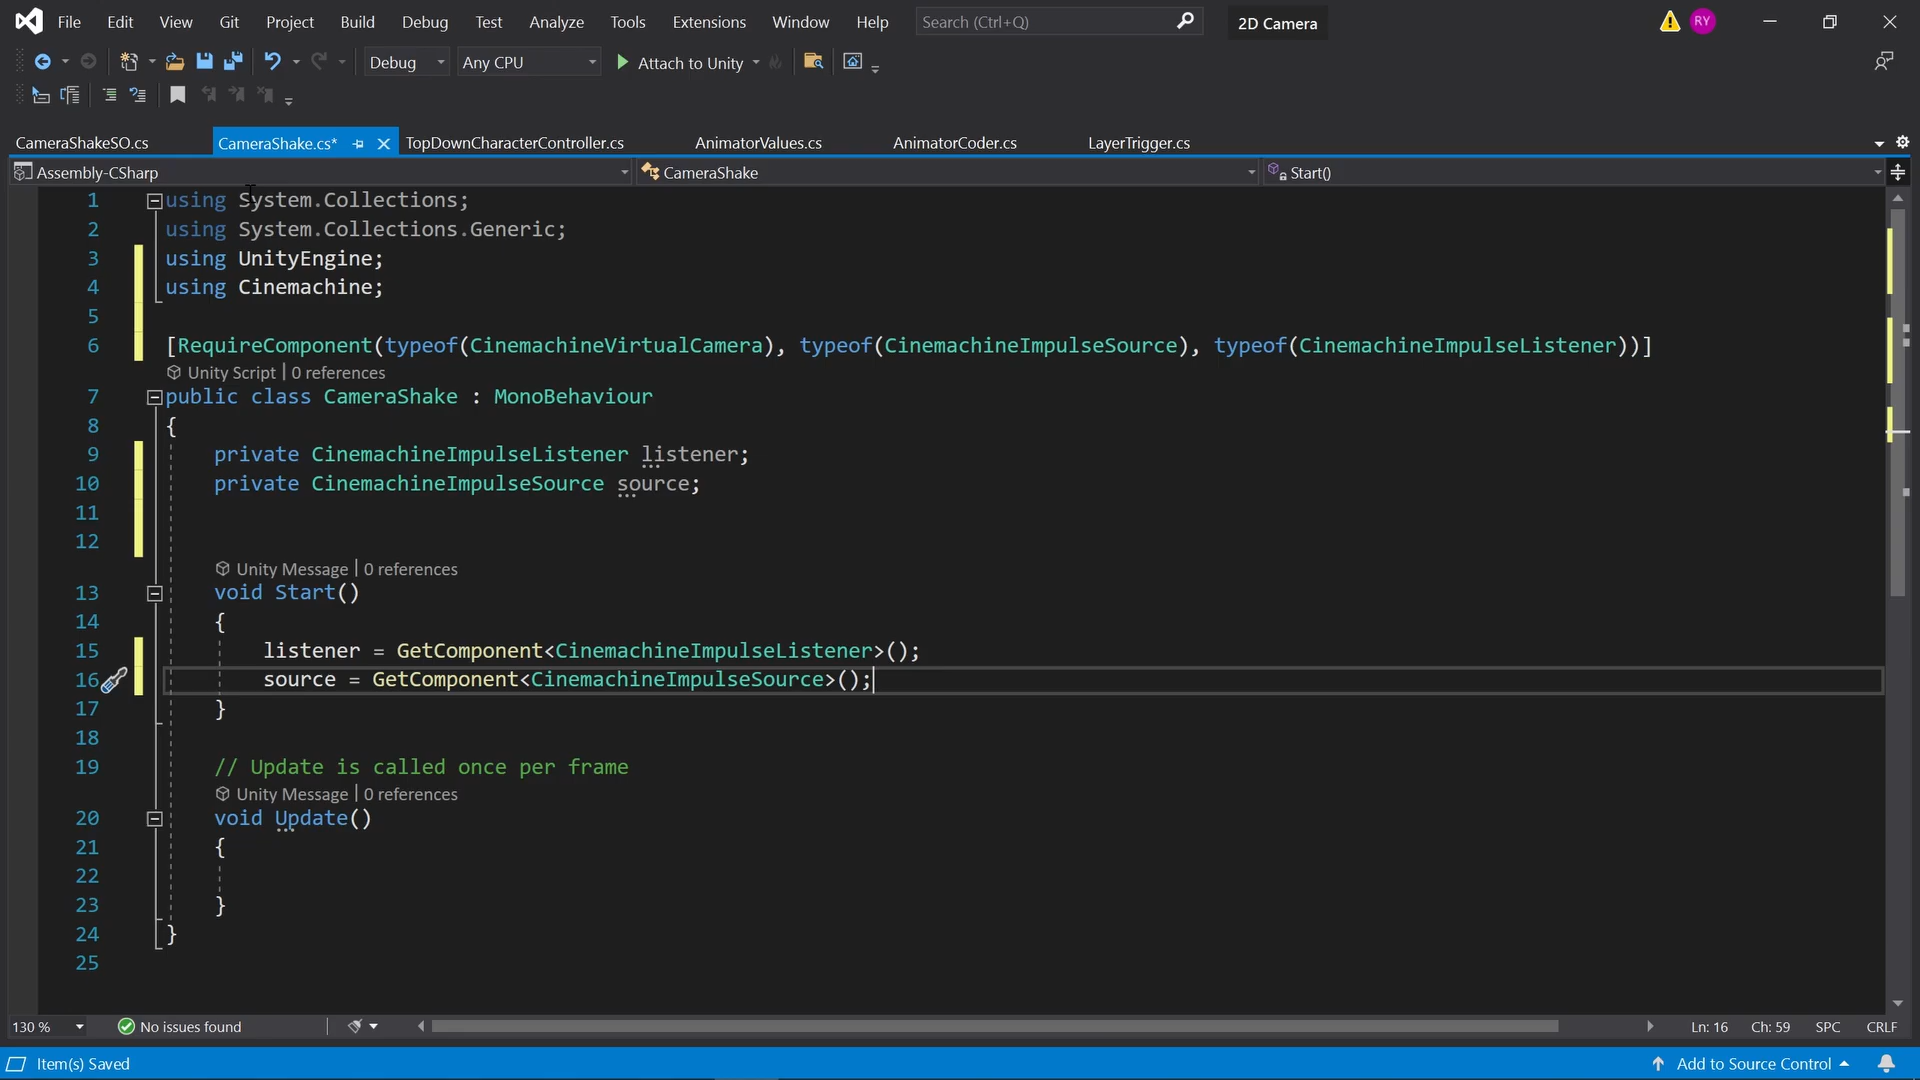 File Edit View Git Project Build Debug Test Analyze Tools Extensions Window Help Search (Ctrl+Q) 2D Camera RY
Debug Any CPU Attach to Unity
CameraShakeSO.cs CameraShake.cs* TopDownCharacterController.cs AnimatorValues.cs AnimatorCoder.cs LayerTrigger.cs
Assembly-CSharp CameraShake Start()
1 using System.Collections;
2 using System.Collections.Generic;
3 using UnityEngine;
4 using Cinemachine;
5
6 [RequireComponent(typeof(CinemachineVirtualCamera), typeof(CinemachineImpulseSource), typeof(CinemachineImpulseListener))]
Unity Script | 0 references
7 public class CameraShake : MonoBehaviour
8 {
9 private CinemachineImpulseListener listener;
10 private CinemachineImpulseSource source;
11
12
Unity Message | 0 references
13 void Start()
14 {
15 listener = GetComponent<CinemachineImpulseListener>();
16 source = GetComponent<CinemachineImpulseSource>();
17 }
18
19 // Update is called once per frame
Unity Message | 0 references
20 void Update()
21 {
22
23 }
24 }
25
130 % No issues found Ln: 16 Ch: 59 SPC CRLF
Item(s) Saved Add to Source Control